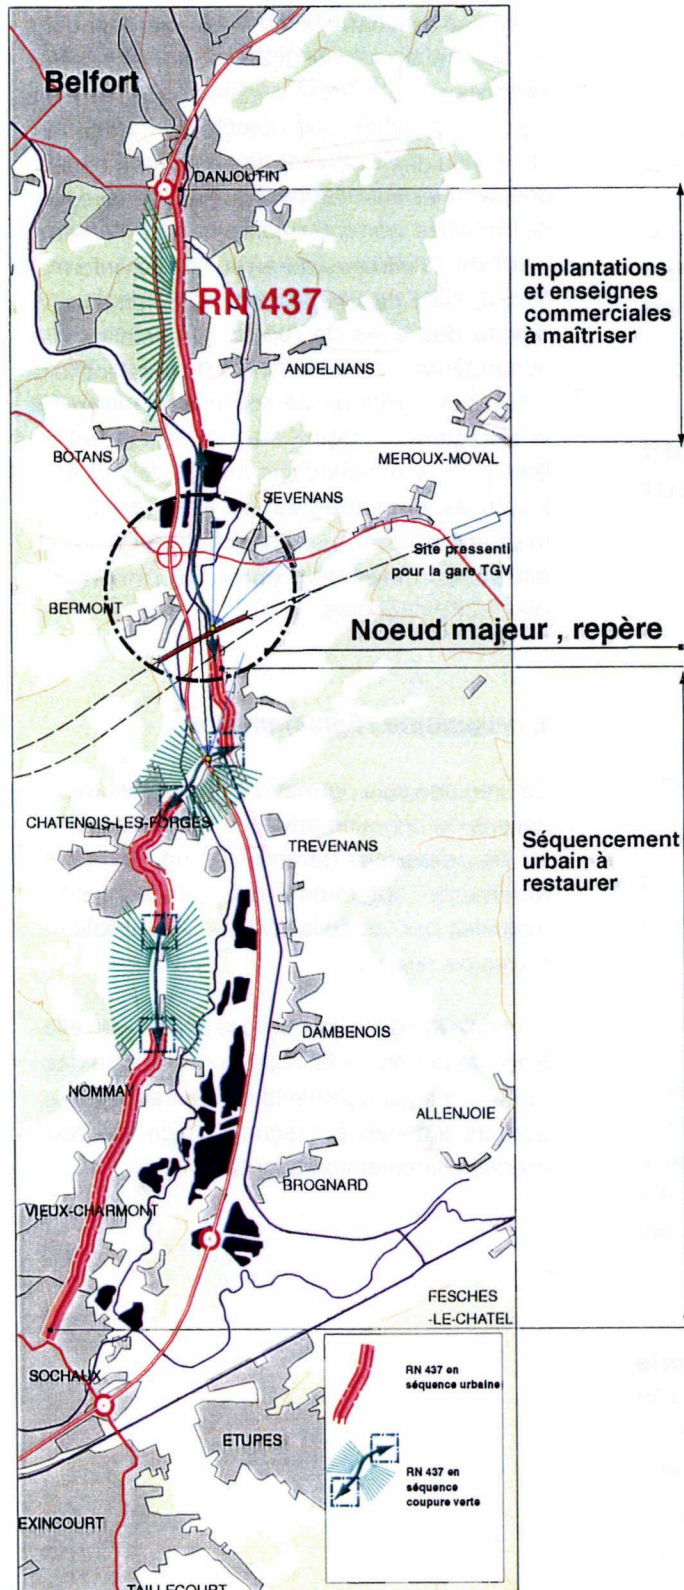 Belfort
DANJOUTIN
RN 437
Implantations
et enseignes
commerciales
à maîtriser
ANDELNANS
BOTANS
MEROUX-MOVAL
SEVENANS
Site pressenti
pour la gare TGV
BERMONT
Noeud majeur , repère
CHATENOIS-LES-FORGES
TREVENANS
Séquencement
urbain à
restaurer
DAMBENOIS
NOMMAY
ALLENJOIE
BROGNARD
VIEUX-CHARMONT
FESCHES
-LE-CHATEL
SOCHAUX
RN 437 en
séquence urbaine
ETUPES
RN 437 en
séquence
coupure verte
EXINCOURT
TAILLECOURT